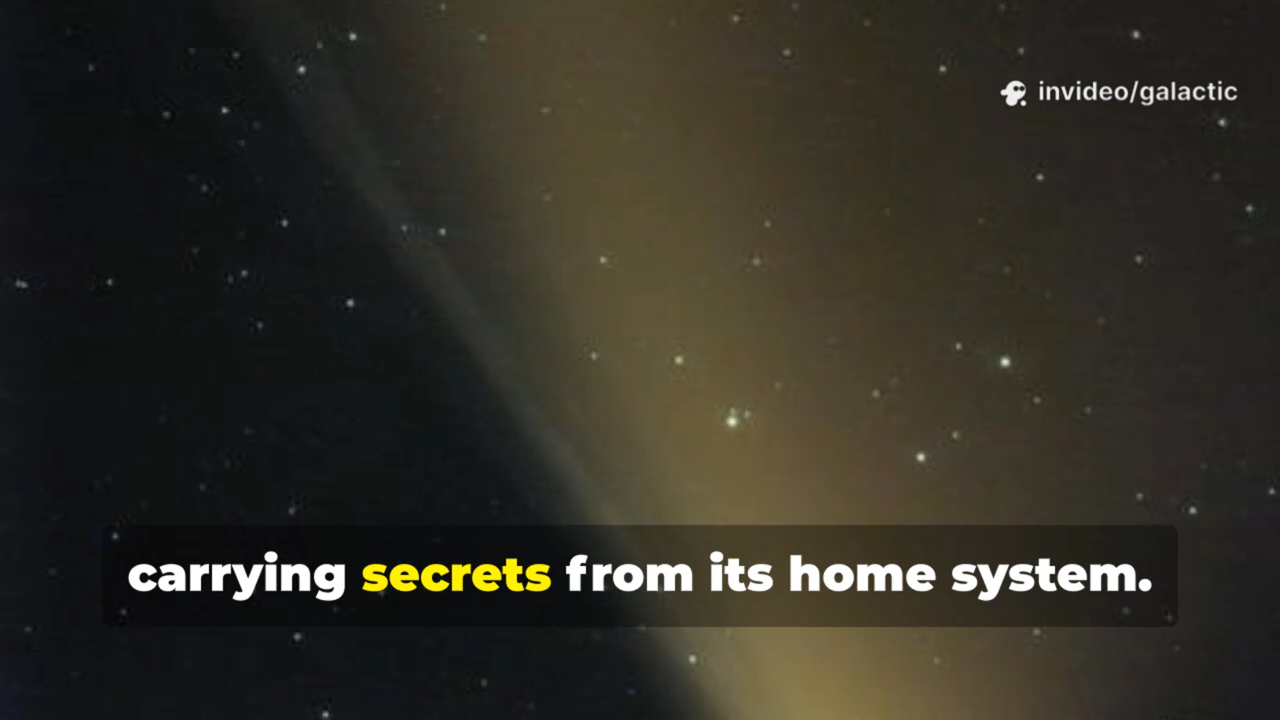 invideo/galactic
carrying secrets from its home system.